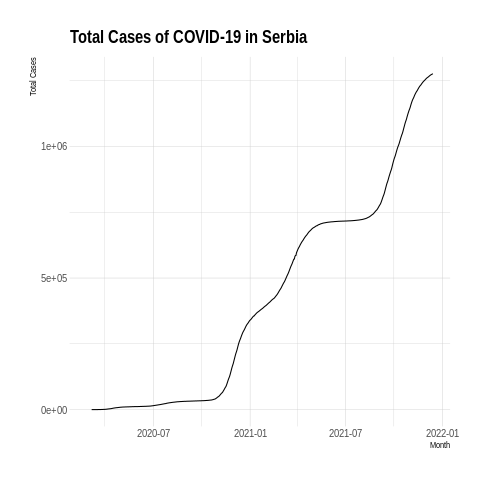 Total Cases of COVID-19 in Serbia
Total Cases
1e+06
5e+05
0e+00
2020-07 2021-01 2021-07 2022-01
Month